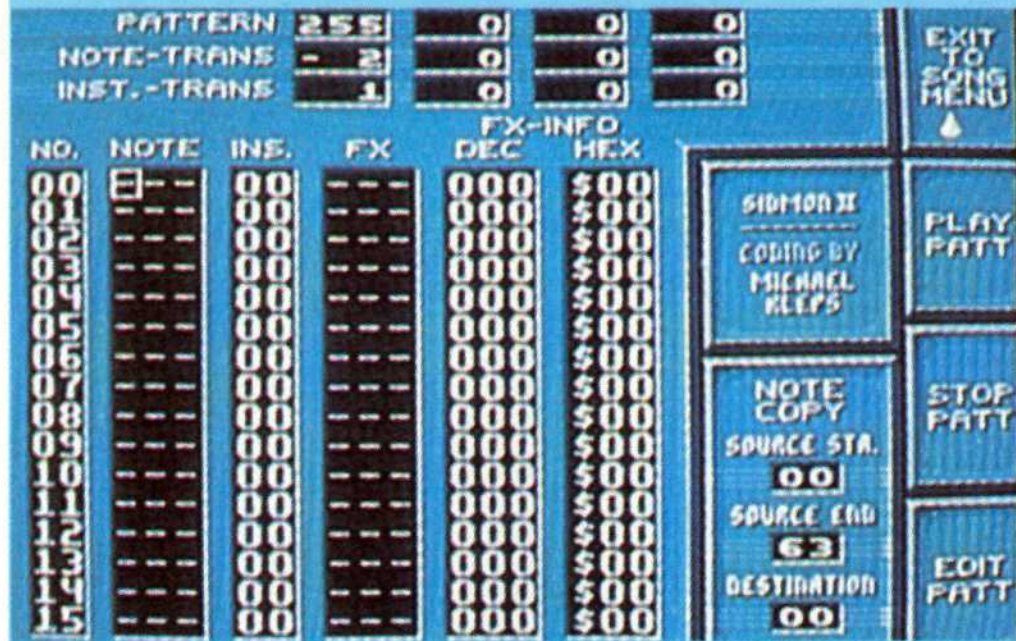 PATTERN 255 0 0 0
NOTE-TRANS - 2 0 0 0
INST.-TRANS 1 0 0 0
FX-INFO
NO. NOTE INS. FX DEC HEX
00 --- 00 --- 000 $00
01 --- 00 --- 000 $00
02 --- 00 --- 000 $00
03 --- 00 --- 000 $00
04 --- 00 --- 000 $00
05 --- 00 --- 000 $00
06 --- 00 --- 000 $00
07 --- 00 --- 000 $00
08 --- 00 --- 000 $00
09 --- 00 --- 000 $00
10 --- 00 --- 000 $00
11 --- 00 --- 000 $00
12 --- 00 --- 000 $00
13 --- 00 --- 000 $00
14 --- 00 --- 000 $00
15 --- 00 --- 000 $00
SIDMON II
CODING BY
MICHAEL
KLEPS
NOTE
COPY
SOURCE STA.
00
SOURCE END
63
DESTINATION
00
EXIT
TO
SONG
MENU
PLAY
PATT
STOP
PATT
EDIT
PATT